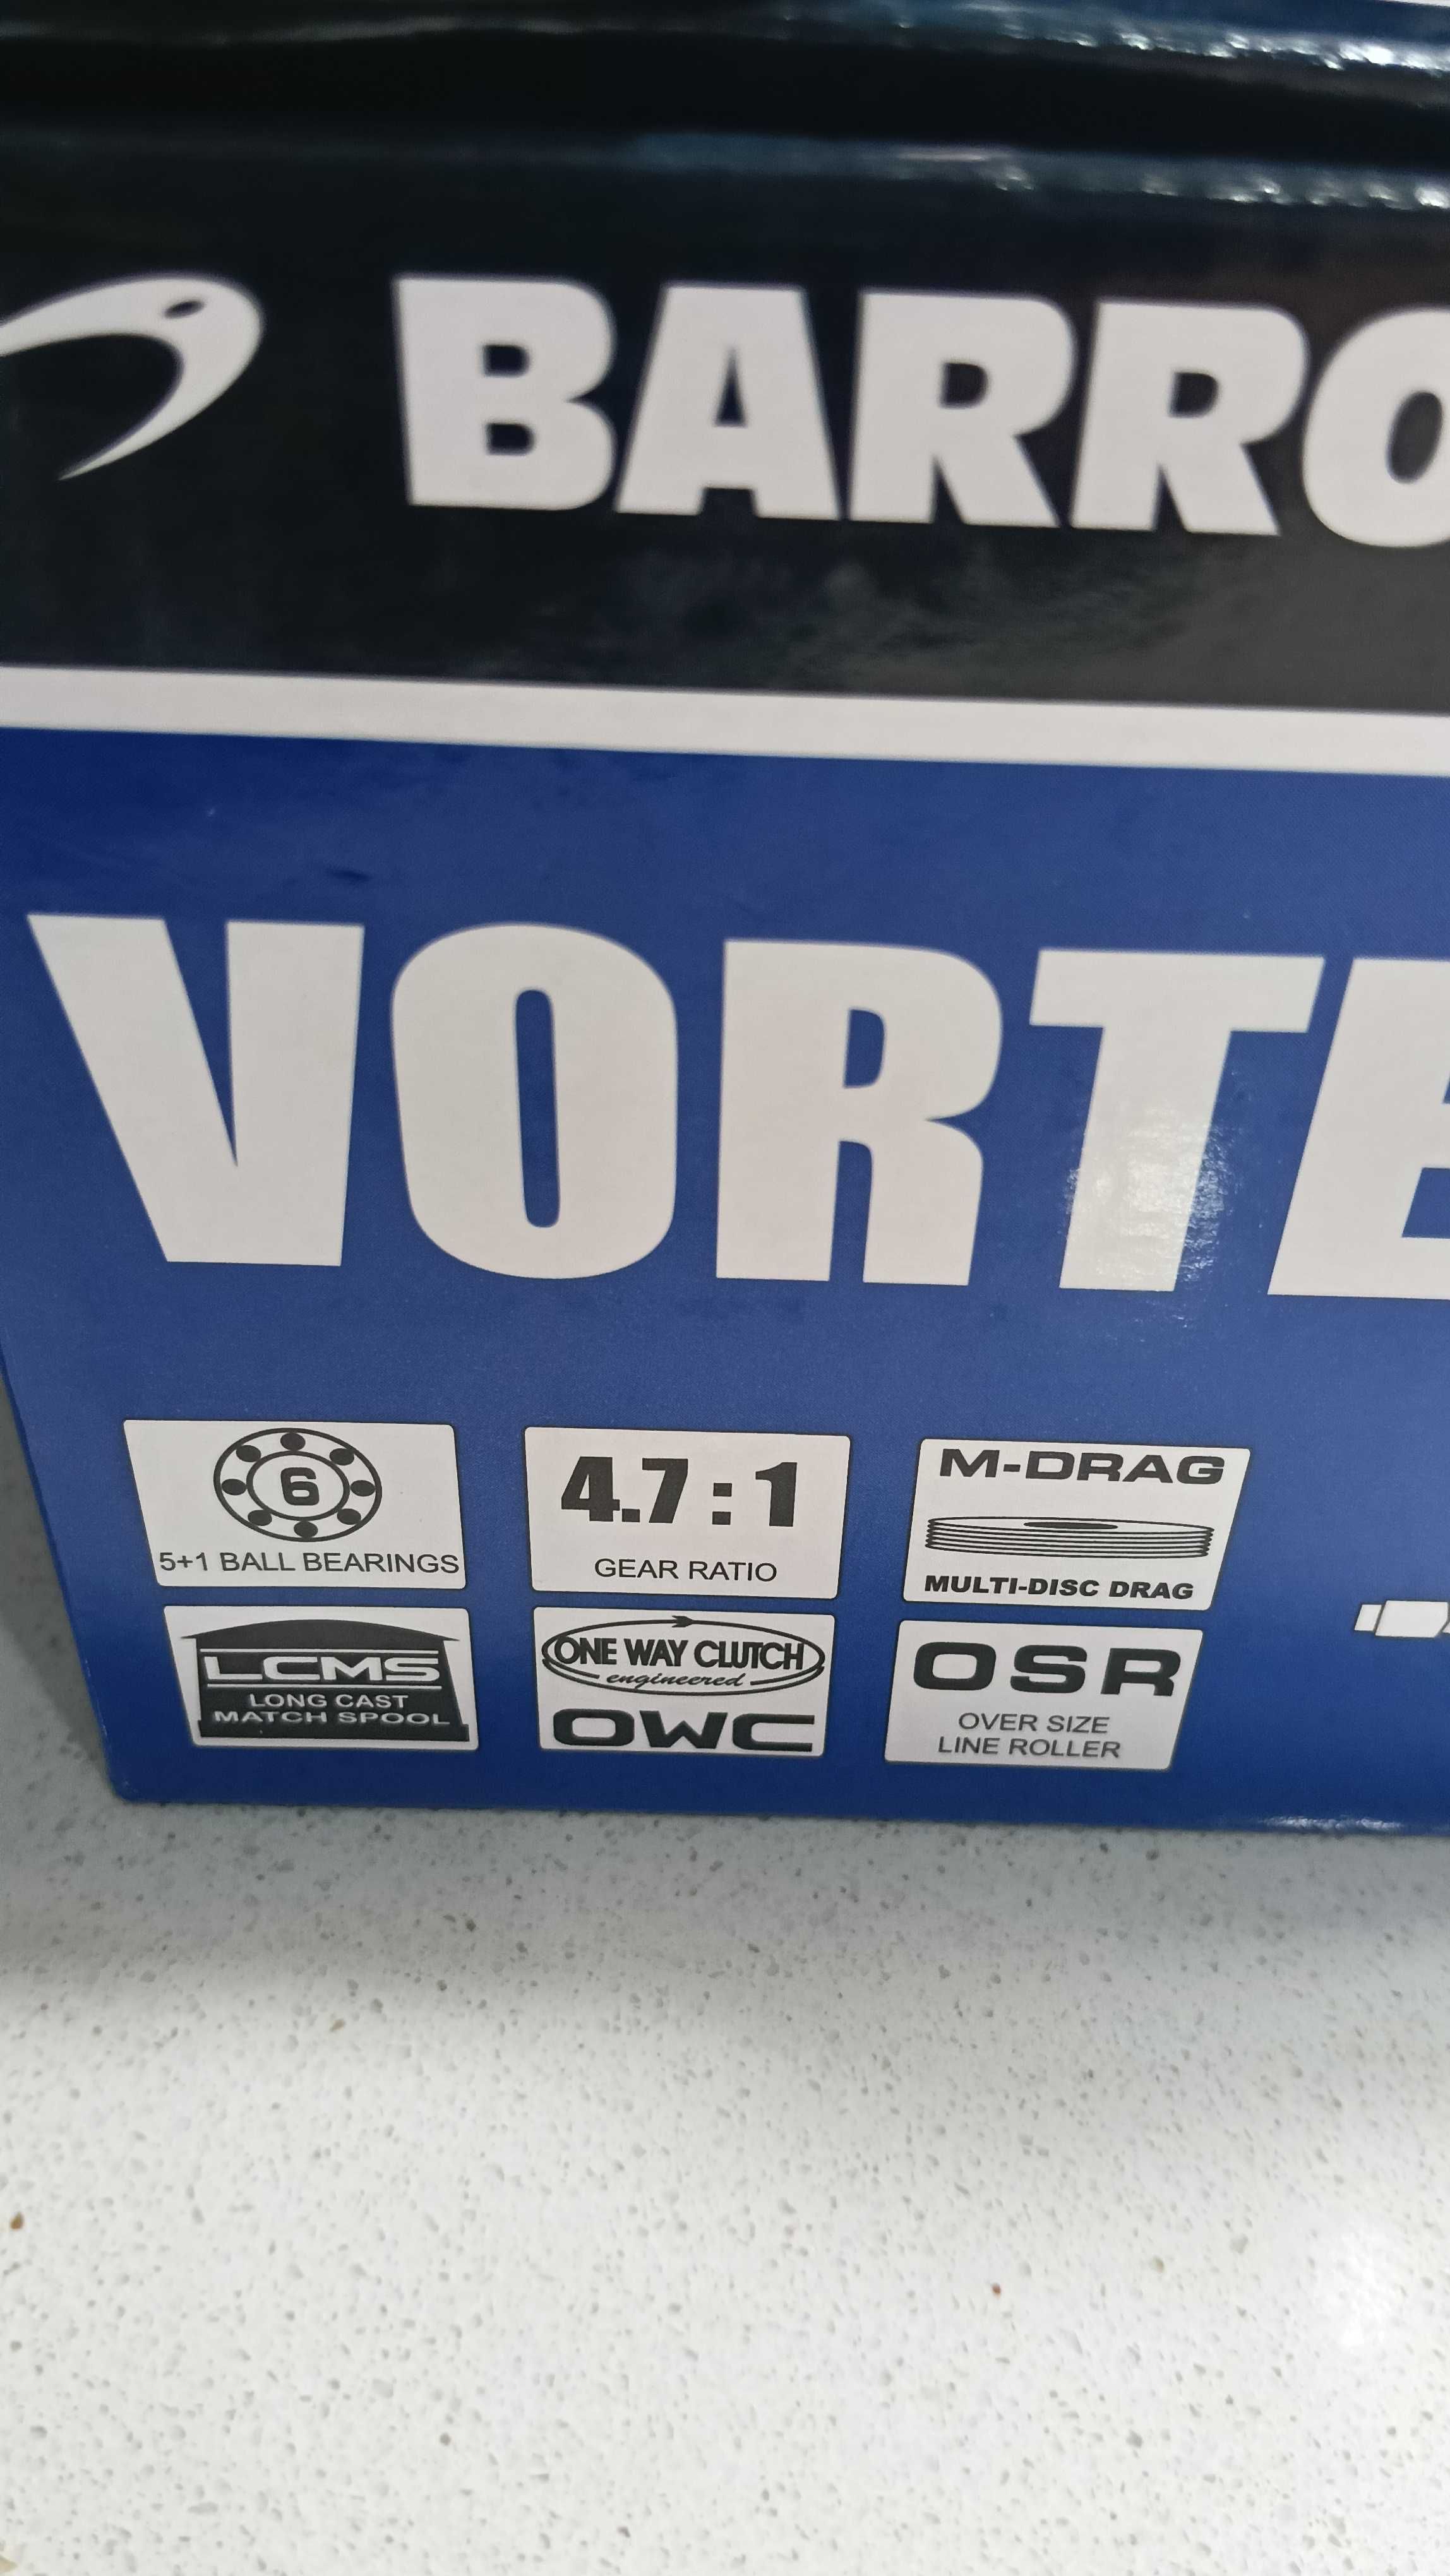 BARRO
VORTE
6
5+1 BALL BEARINGS
4.7:1
GEAR RATIO
M-DRAG
MULTI-DISC DRAG
LCMS
LONG CAST
MATCH SPOOL
ONE WAY CLUTCH
engineered
OWC
OSR
OVER SIZE
LINE ROLLER